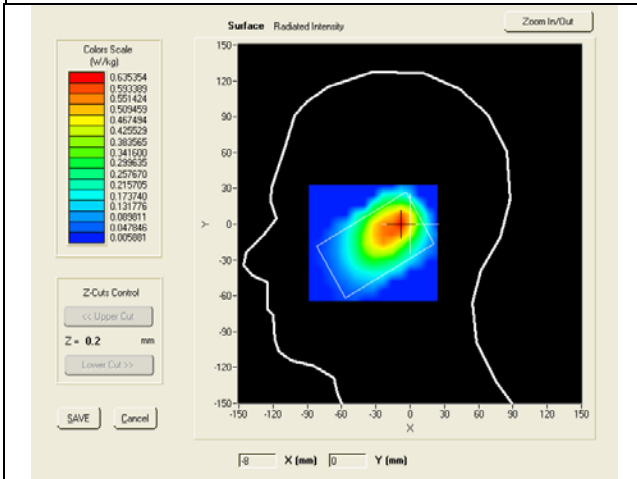 Surface Radiated Intensity
Zoom In/Out
Colors Scale
(W/kg)
0.635354
0.593389
0.551424
0.509459
0.467494
0.425529
0.383565
0.341600
0.299635
0.257670
0.215705
0.173740
0.131776
0.089811
0.047846
0.005881
Z-Cuts Control
<< Upper Cut
Z = 0.2 mm
Lower Cut >>
SAVE Cancel
150-
120-
90-
60-
30-
0-
-30-
-60-
-90-
-120-
-150-
Y
-150 -120 -90 -60 -30 0 30 60 90 120 150
X
-8 X (mm) 0 Y (mm)